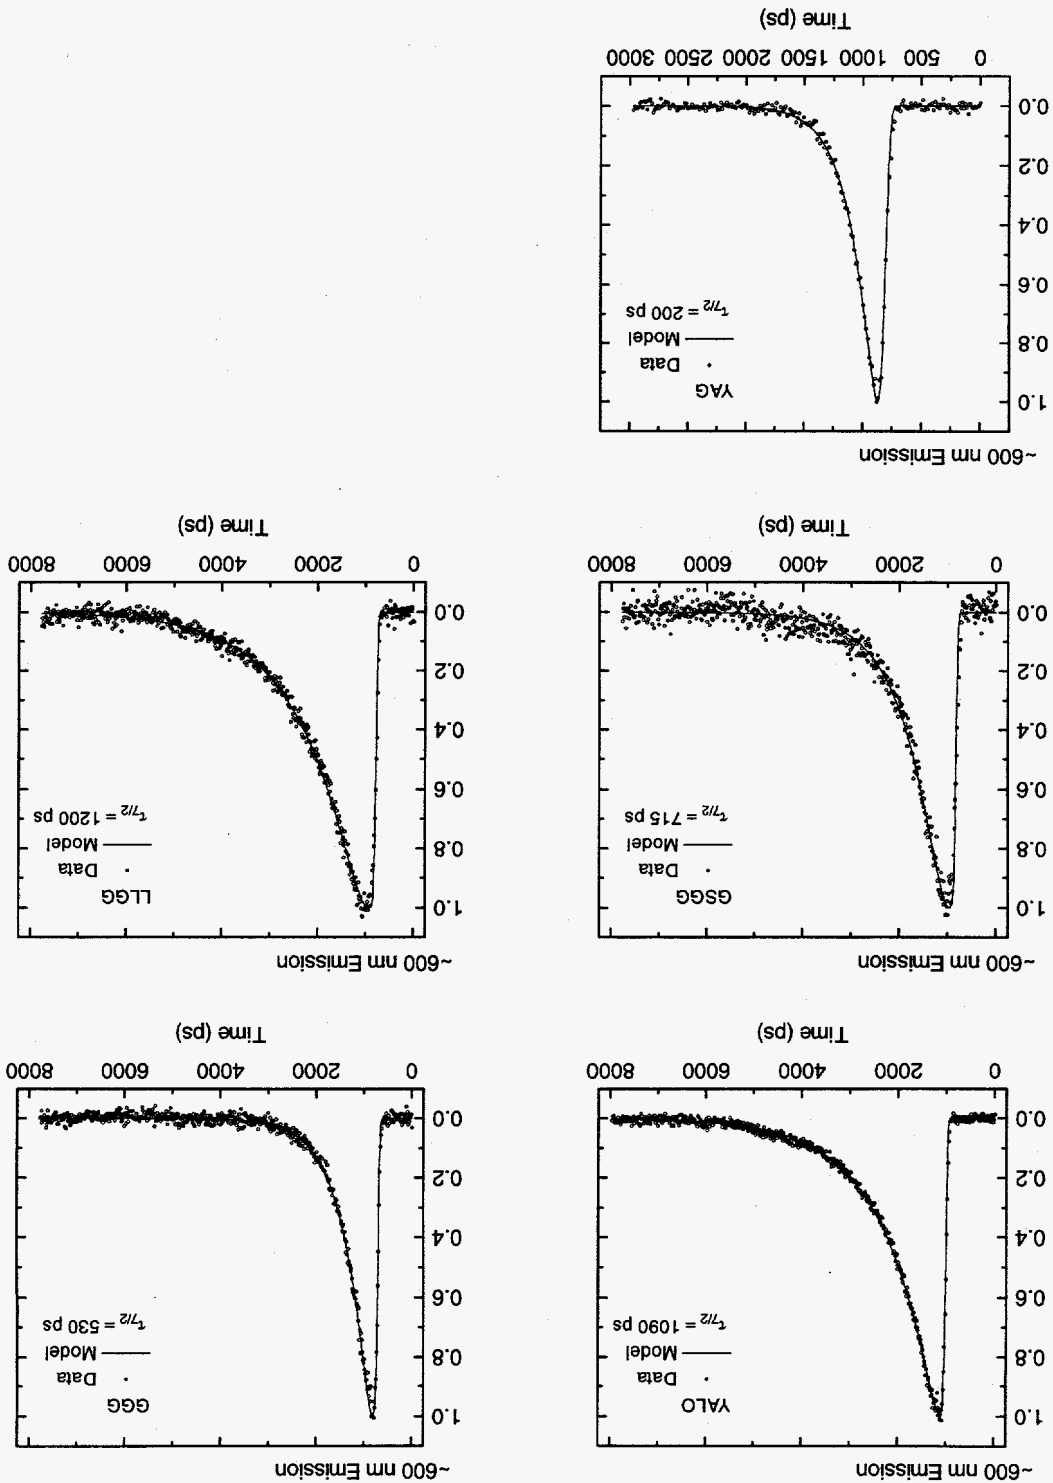 ~600 nm Emission
1.0
0.8
0.6
0.4
0.2
0.0
YALO
Data
Model
τ7/2 = 1090 ps
0 2000 4000 6000 8000
Time (ps)
~600 nm Emission
1.0
0.8
0.6
0.4
0.2
0.0
GGG
Data
Model
τ7/2 = 530 ps
0 2000 4000 6000 8000
Time (ps)
~600 nm Emission
1.0
0.8
0.6
0.4
0.2
0.0
GSGG
Data
Model
τ7/2 = 715 ps
0 2000 4000 6000 8000
Time (ps)
~600 nm Emission
1.0
0.8
0.6
0.4
0.2
0.0
LLGG
Data
Model
τ7/2 = 1200 ps
0 2000 4000 6000 8000
Time (ps)
~600 nm Emission
1.0
0.8
0.6
0.4
0.2
0.0
YAG
Data
Model
τ7/2 = 200 ps
0 500 1000 1500 2000 2500 3000
Time (ps)